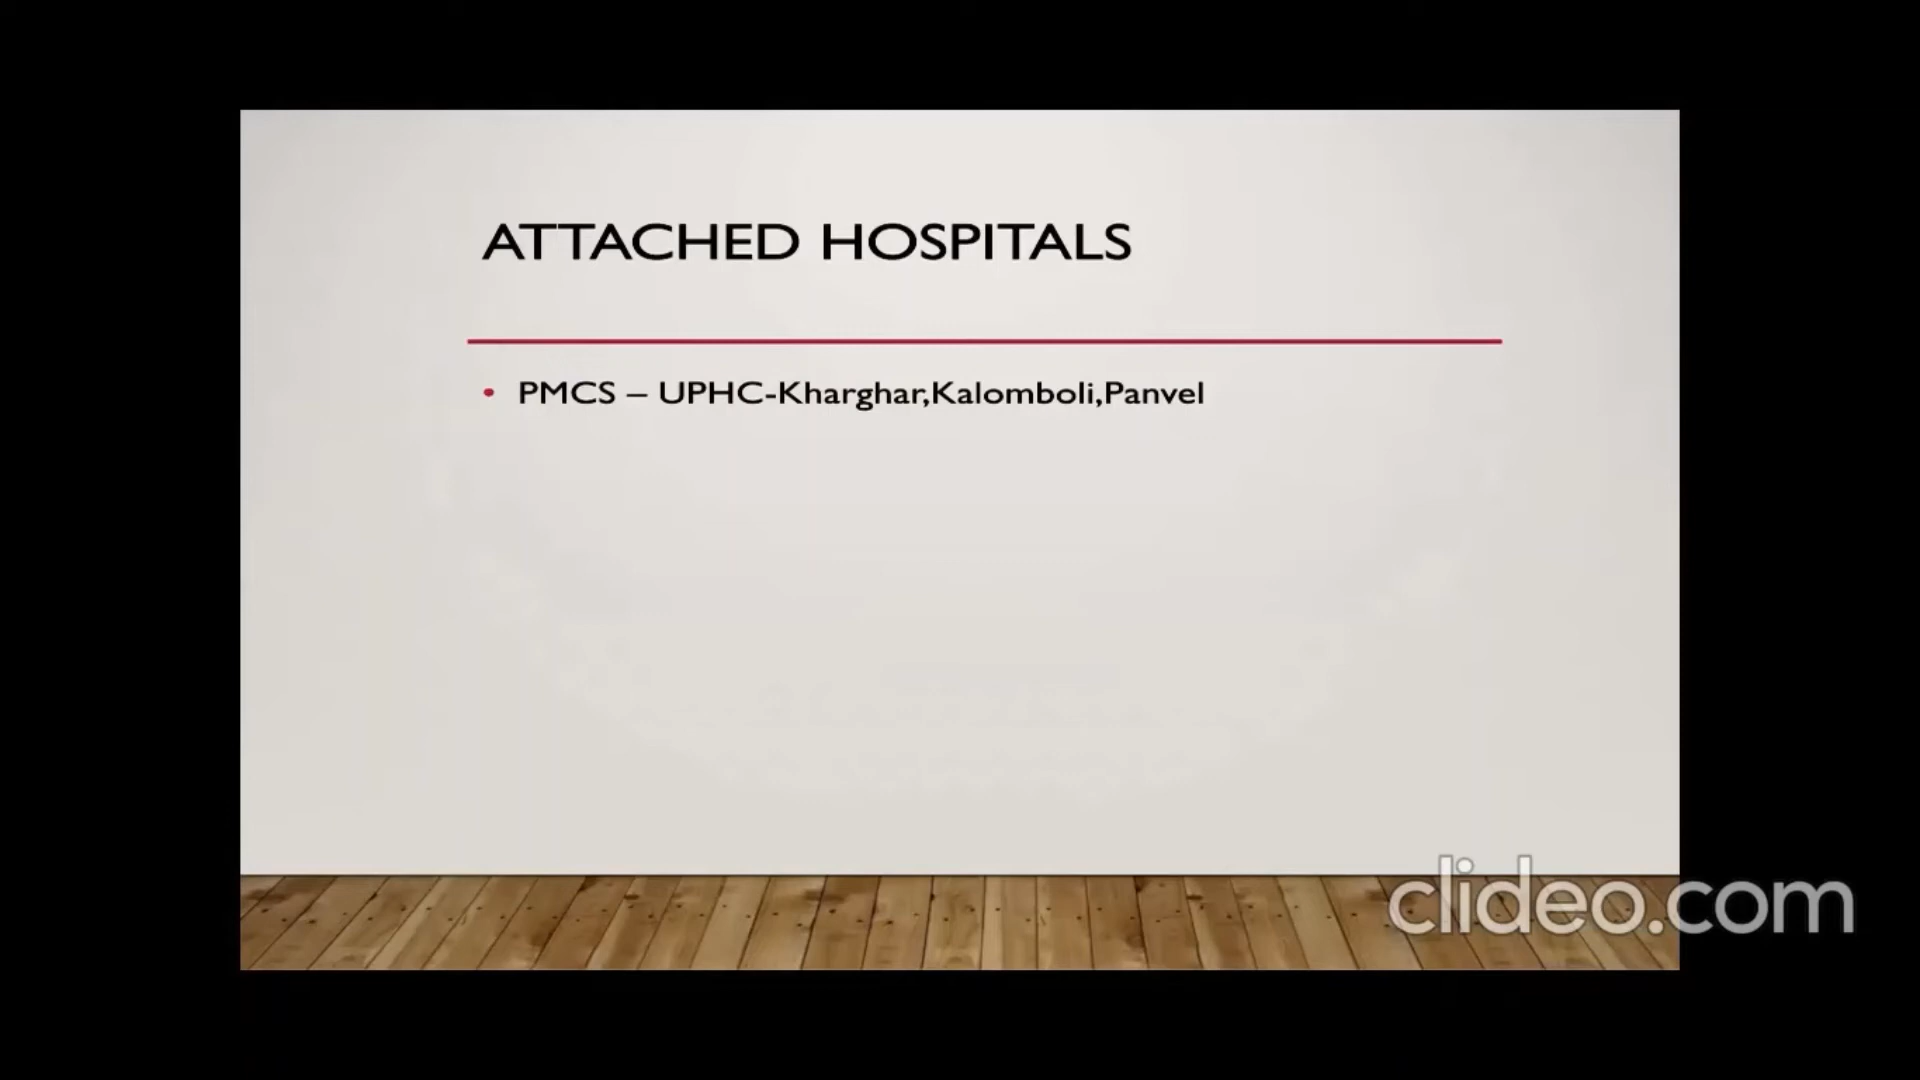 ATTACHED HOSPITALS
• PMCS – UPHC-Kharghar,Kalomboli,Panvel
clideo.com